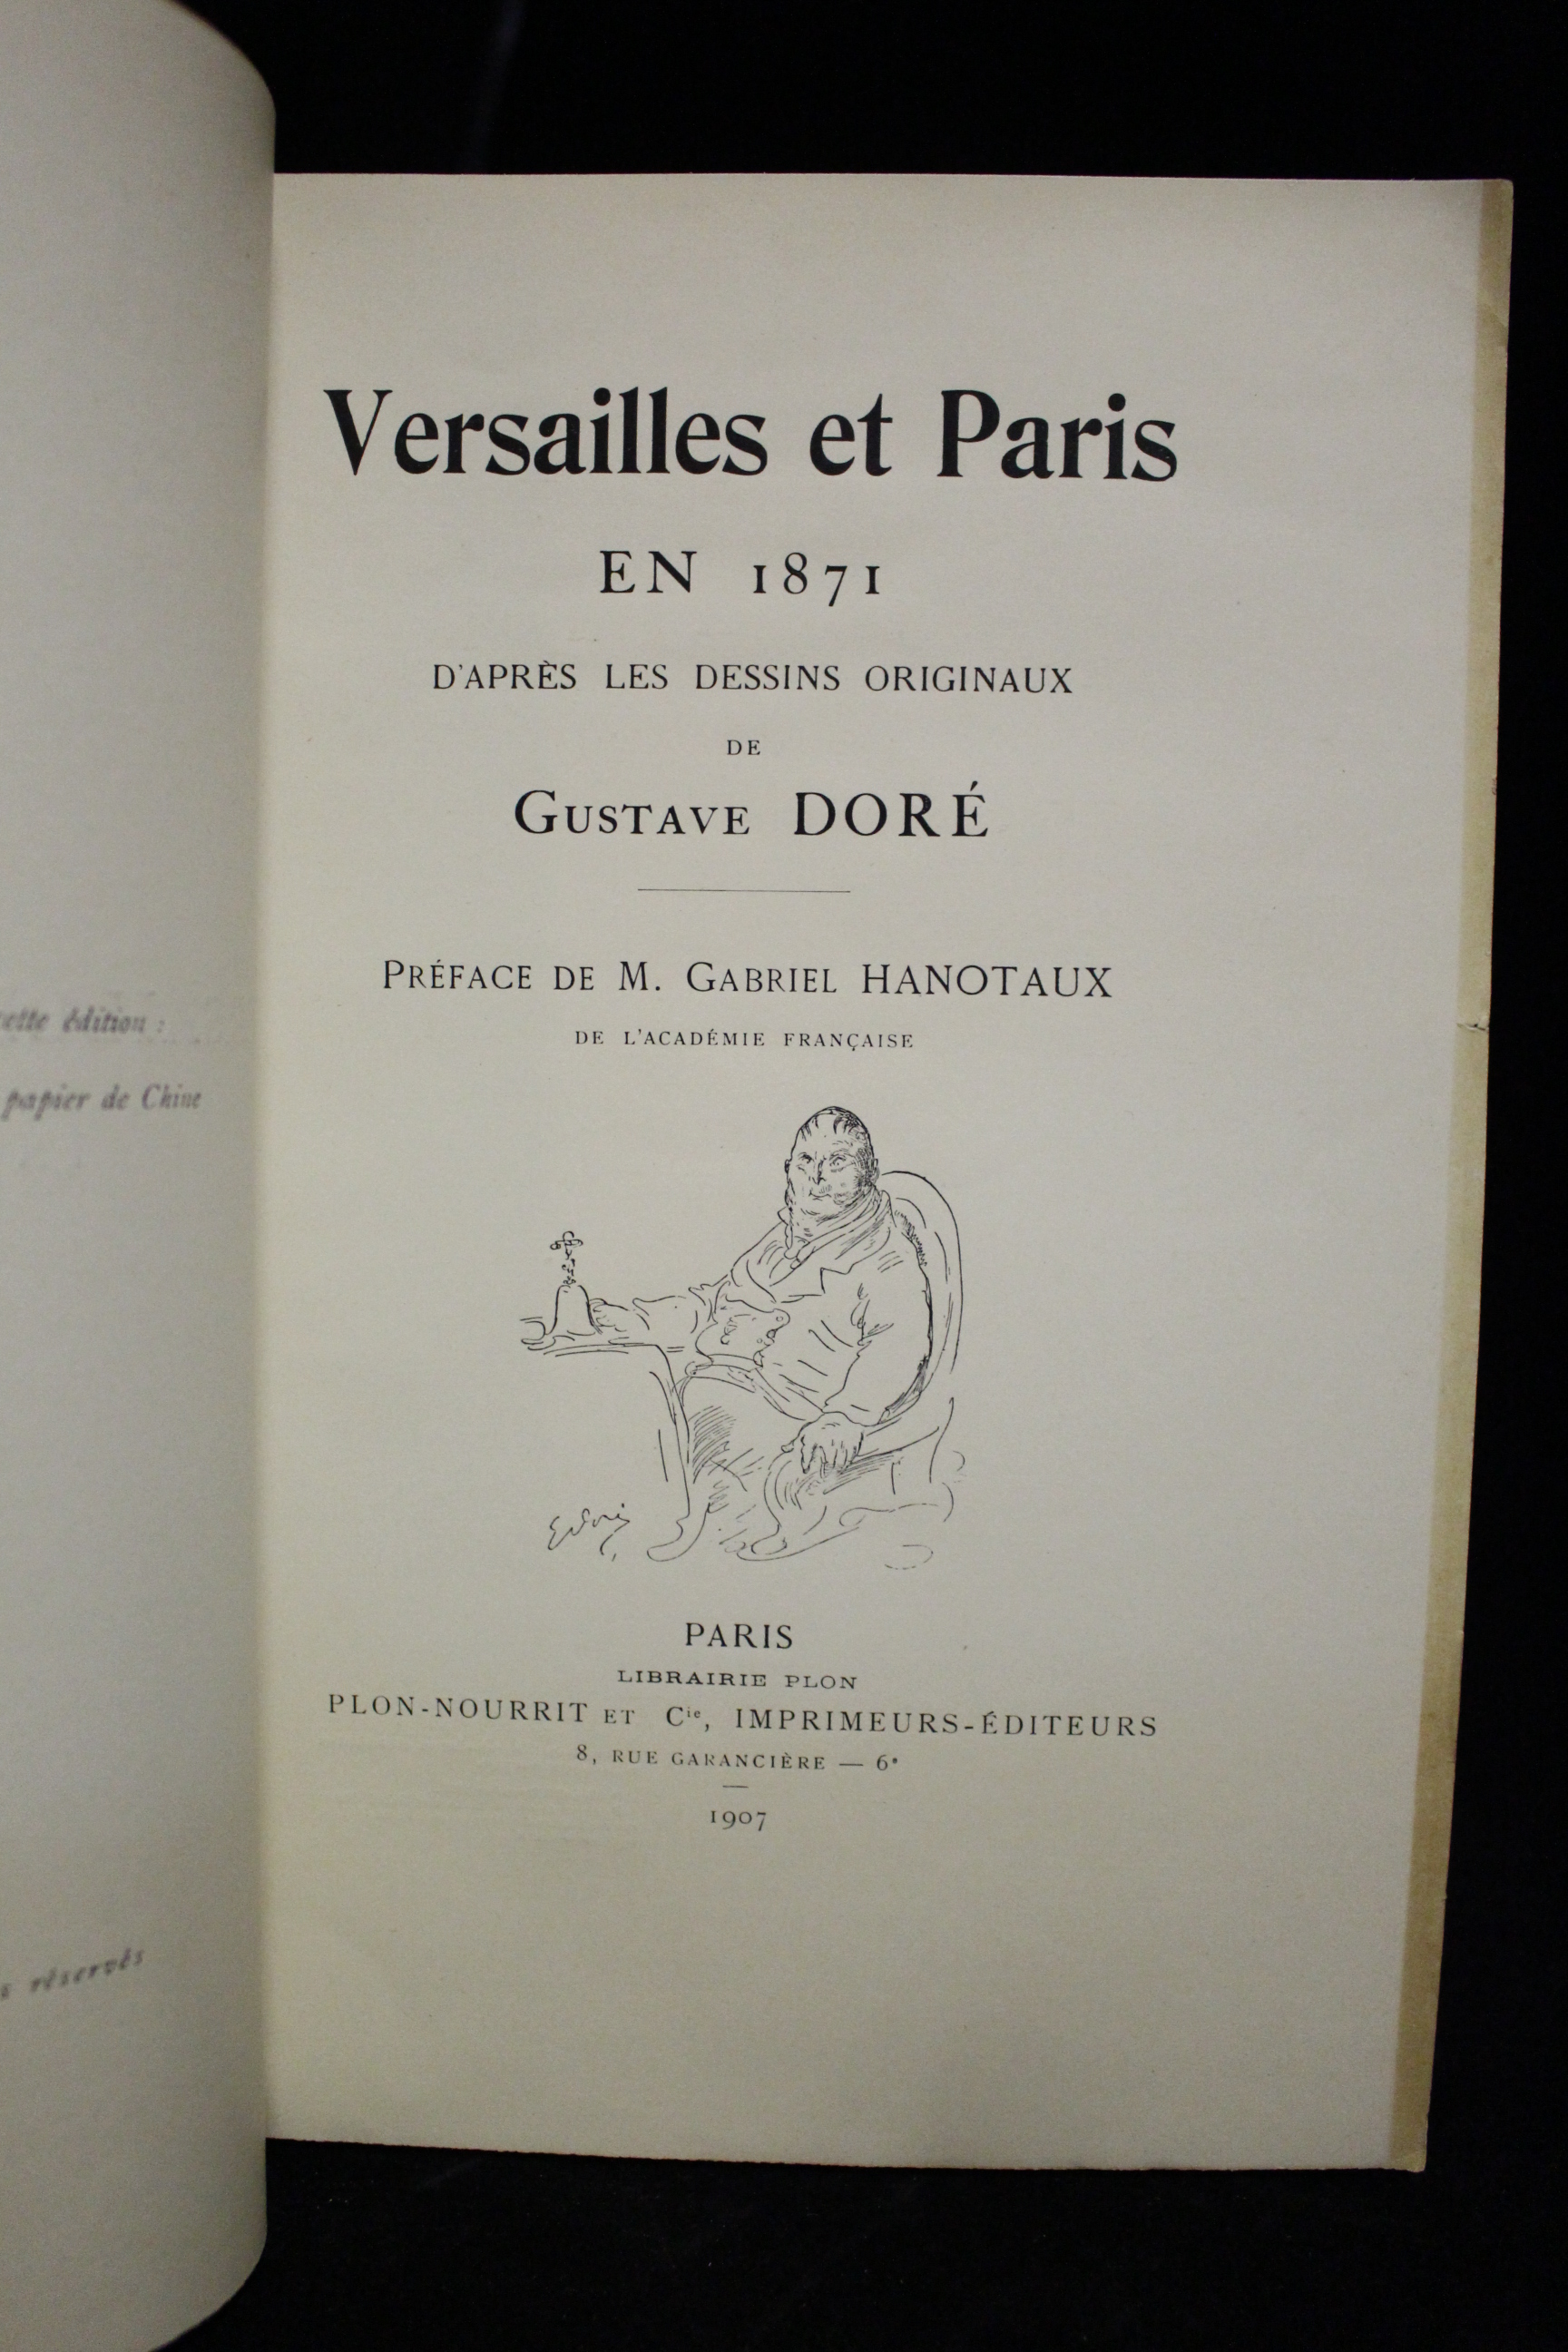 cette édition :
papier de Chine
réservés
Versailles et Paris
EN 1871
D'APRÈS LES DESSINS ORIGINAUX
DE
GUSTAVE DORÉ
PRÉFACE DE M. GABRIEL HANOTAUX
DE L'ACADÉMIE FRANÇAISE
PARIS
LIBRAIRIE PLON
PLON-NOURRIT ET Cie, IMPRIMEURS-ÉDITEURS
8, RUE GARANCIÈRE — 6e
1907